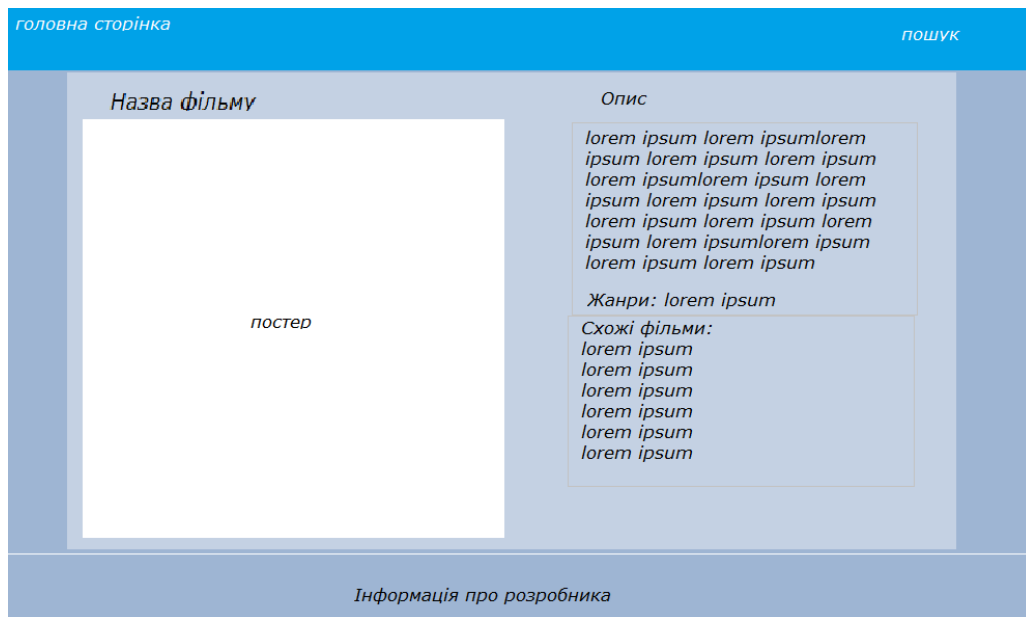 головна сторінка
пошук
Назва фільму
постер
Опис
lorem ipsum lorem ipsumlorem
ipsum lorem ipsum lorem ipsum
lorem ipsumlorem ipsum lorem
ipsum lorem ipsum lorem ipsum
lorem ipsum lorem ipsum lorem
ipsum lorem ipsumlorem ipsum
lorem ipsum lorem ipsum
Жанри: lorem ipsum
Схожі фільми:
lorem ipsum
lorem ipsum
lorem ipsum
lorem ipsum
lorem ipsum
lorem ipsum
Інформація про розробника